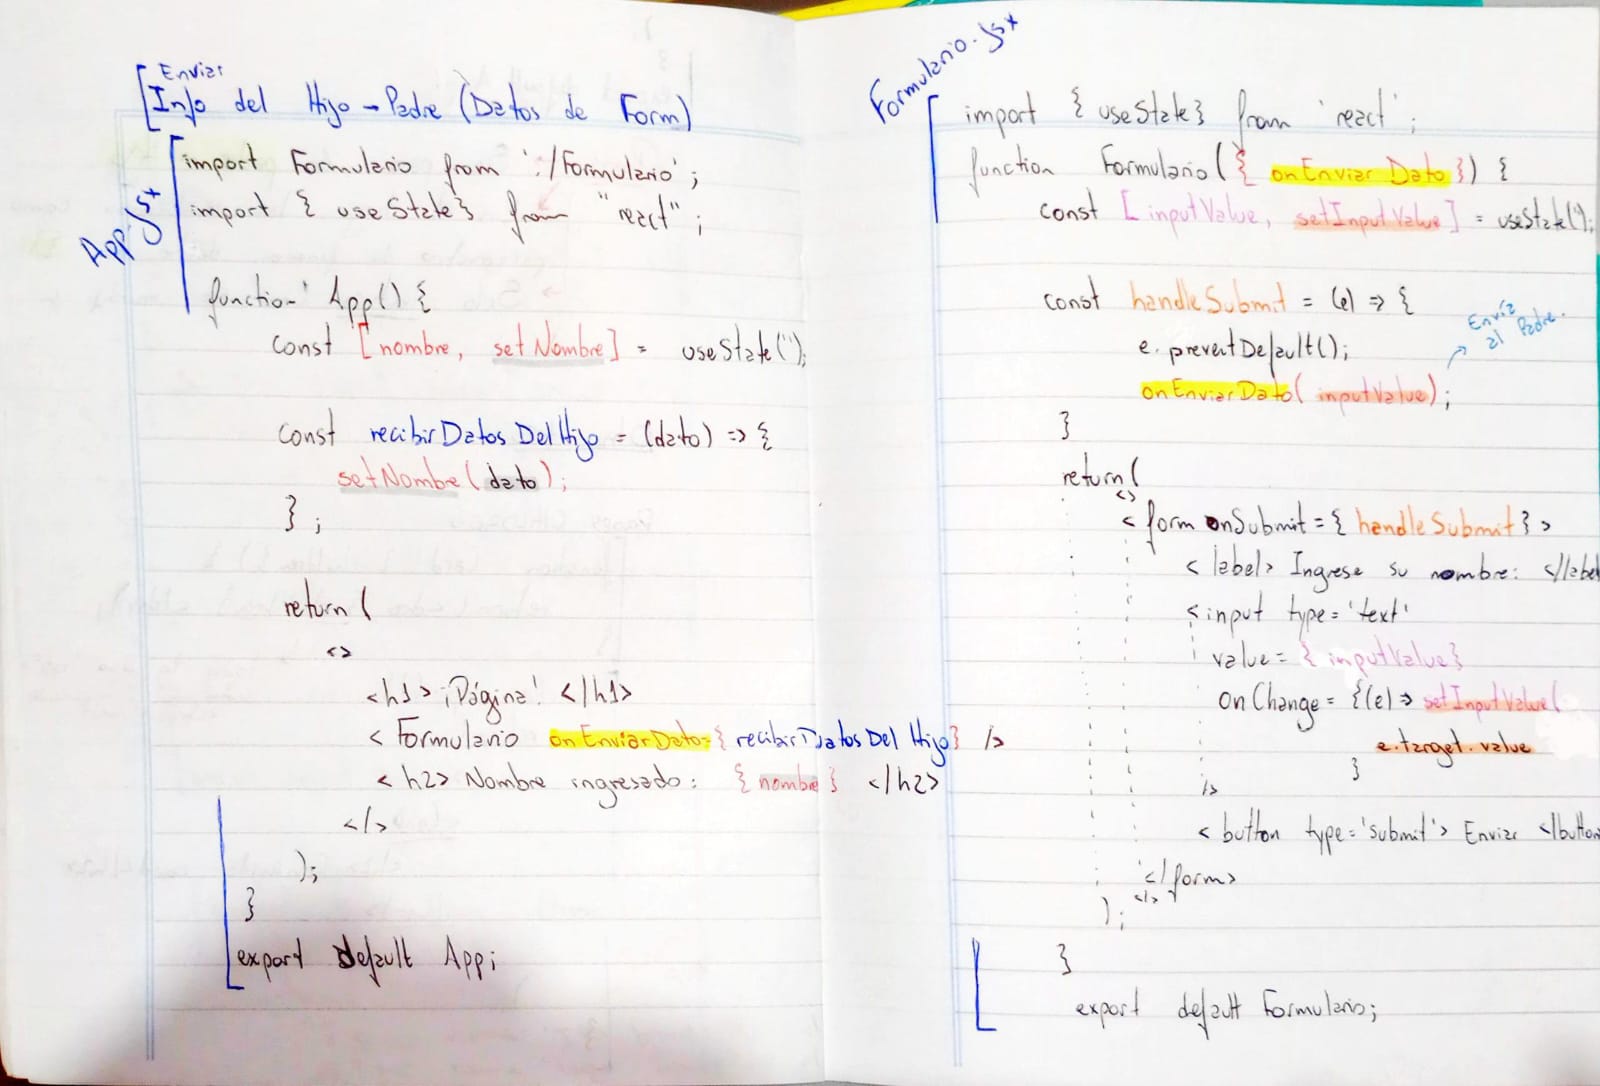 Enviar
Info del Hijo - Padre (Datos de Form)
App.jsx
import Formulario from './Formulario';
import { useState } from "react";
function App() {
const [nombre, setNombre] = useState('');
const recibirDatosDelHijo = (dato) => {
setNombre(dato);
};
return (
<>
<h1> ¡Página! </h1>
< Formulario onEnviarDato={ recibirDatosDelHijo} />
< h2> Nombre ingresado: { nombre } </h2>
</>
);
}
export default App;
Formulario.jsx
import { useState } from 'react';
function Formulario({ onEnviarDato }) {
const [inputValue, setInputValue] = useState('');
const handleSubmit = (e) => {
e.preventDefault();
onEnviarDato( inputValue);
Envía
al Padre.
}
return(
<>
< form onSubmit={ handleSubmit } >
< label> Ingrese su nombre: </label
<input type='text'
value={ inputValue}
onChange= {(e) => setInputValue(
e.target.value
}
/>
< button type='submit'> Enviar </button
</form>
</>
);
}
export default Formulario;